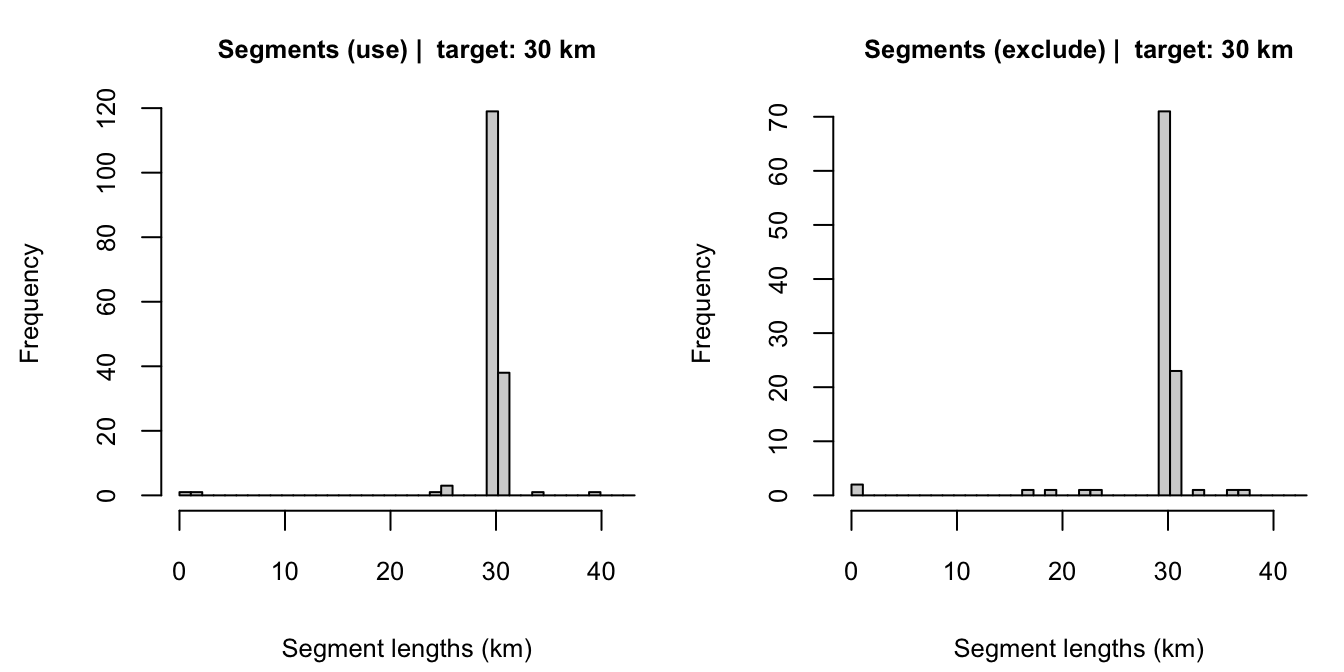 Segments (use) |  target: 30 km
Frequency
0 20 40 60 80 100 120
0 10 20 30 40
Segment lengths (km)
Segments (exclude) |  target: 30 km
Frequency
0 10 20 30 40 50 60 70
0 10 20 30 40
Segment lengths (km)